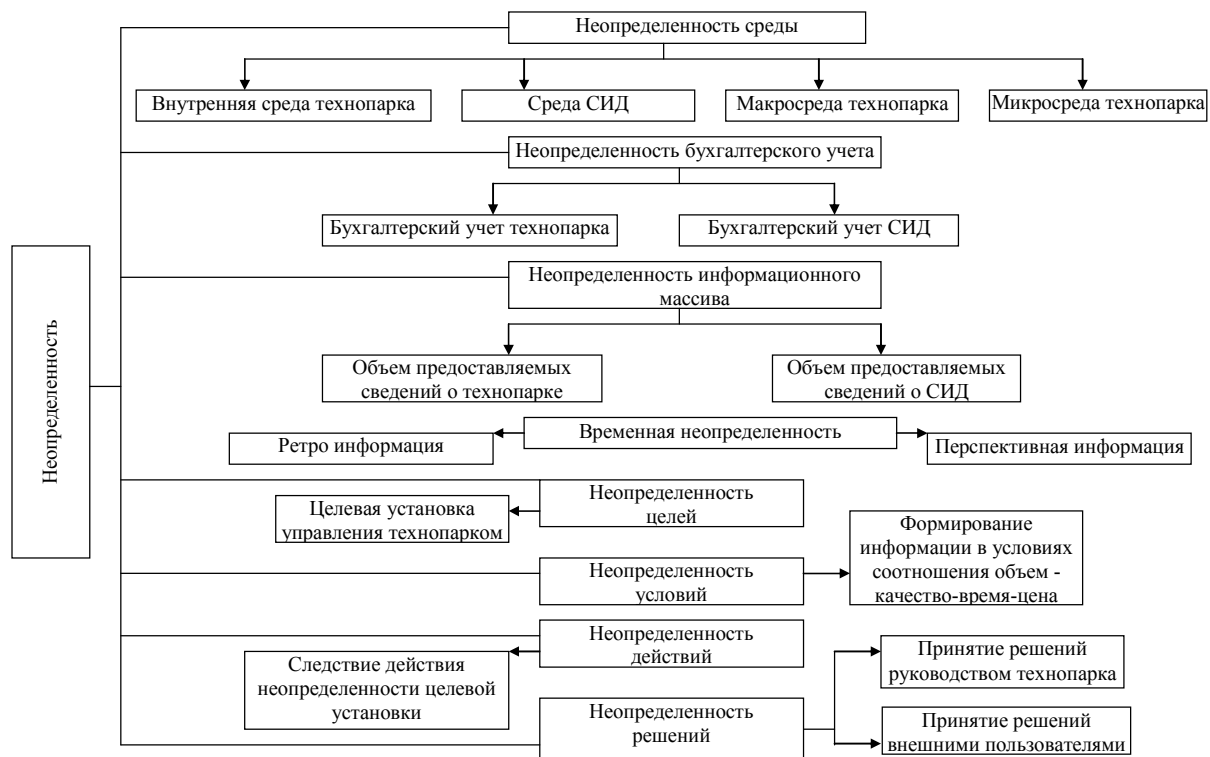 Неопределенность среды
Внутренняя среда технопарка
Среда СИД
Макросреда технопарка
Микросреда технопарка
Неопределенность бухгалтерского учета
Бухгалтерский учет технопарка
Бухгалтерский учет СИД
Неопределенность
Неопределенность информационного
массива
Объем предоставляемых
сведений о технопарке
Объем предоставляемых
сведений о СИД
Временная неопределенность
Ретро информация
Перспективная информация
Неопределенность
целей
Целевая установка
управления технопарком
Неопределенность
условий
Формирование
информации в условиях
соотношения объем -
качество-время-цена
Неопределенность
действий
Следствие действия
неопределенности целевой
установки
Неопределенность
решений
Принятие решений
руководством технопарка
Принятие решений
внешними пользователями